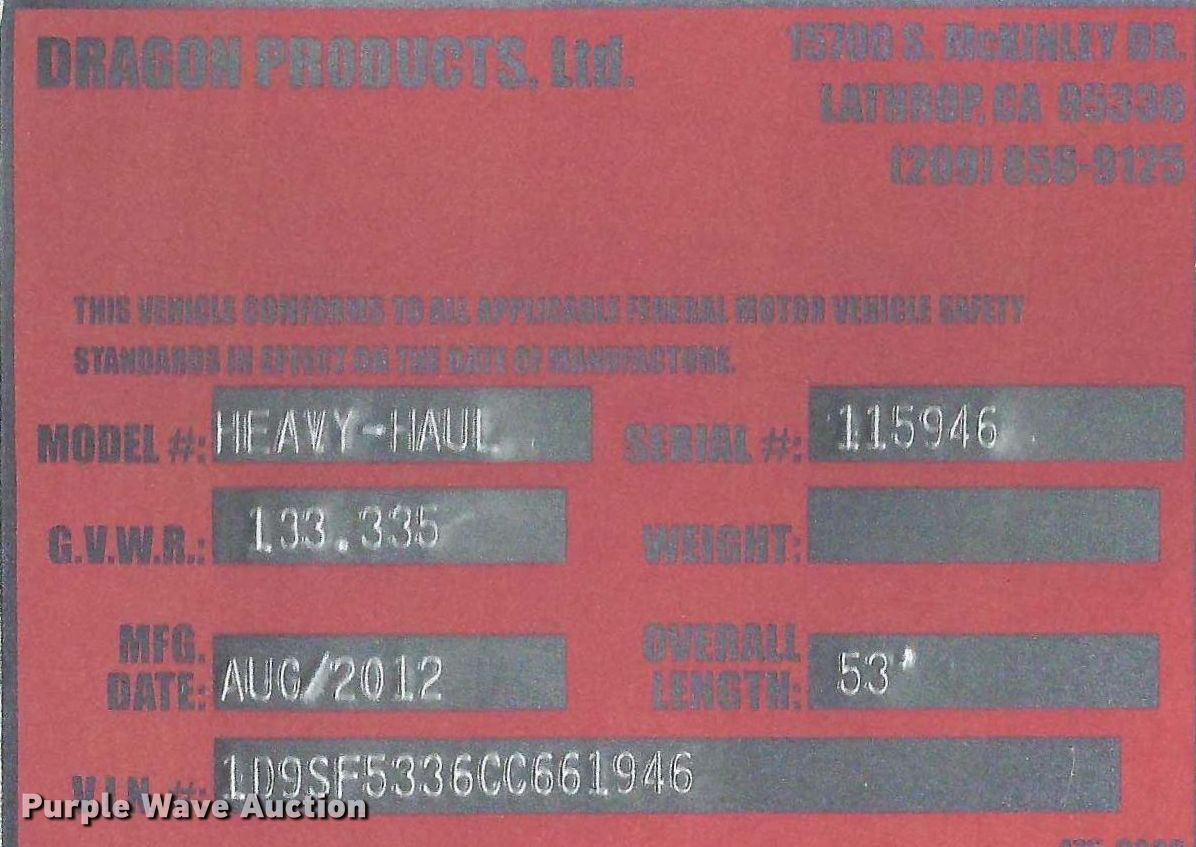 DRAGON PRODUCTS, Ltd.
15700 S. McKINLEY DR.
LATHROP, CA 95330
(209) 858-9125
THIS VEHICLE CONFORMS TO ALL APPLICABLE FEDERAL MOTOR VEHICLE SAFETY
STANDARDS IN EFFECT ON THE DATE OF MANUFACTURE.
MODEL #: HEAVY-HAUL
SERIAL #: 115946
G.V.W.R.: 133.335
WEIGHT:
MFG. DATE: AUG/2012
OVERALL LENGTH: 53'
V.I.N. #: 1D9SF5336CC661946
Purple Wave Auction